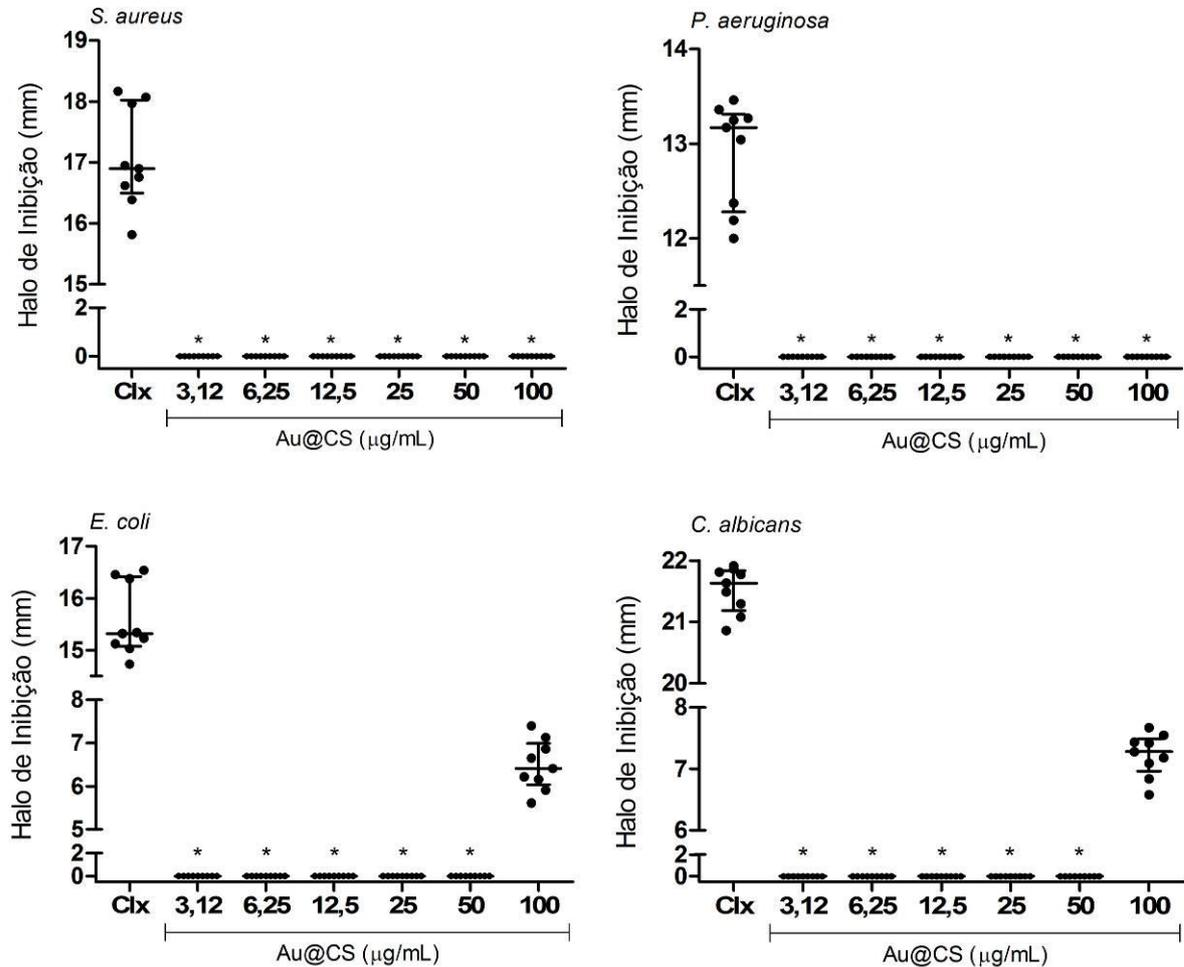 S. aureus
Halo de Inibição (mm)
19
18
17
16
15
2
0
* * * * * *
Clx 3,12 6,25 12,5 25 50 100
Au@CS (μg/mL)
P. aeruginosa
Halo de Inibição (mm)
14
13
12
2
0
* * * * * *
Clx 3,12 6,25 12,5 25 50 100
Au@CS (μg/mL)
E. coli
Halo de Inibição (mm)
17
16
15
8
7
6
5
2
0
* * * * *
Clx 3,12 6,25 12,5 25 50 100
Au@CS (μg/mL)
C. albicans
Halo de Inibição (mm)
22
21
20
8
7
6
2
0
* * * * *
Clx 3,12 6,25 12,5 25 50 100
Au@CS (μg/mL)